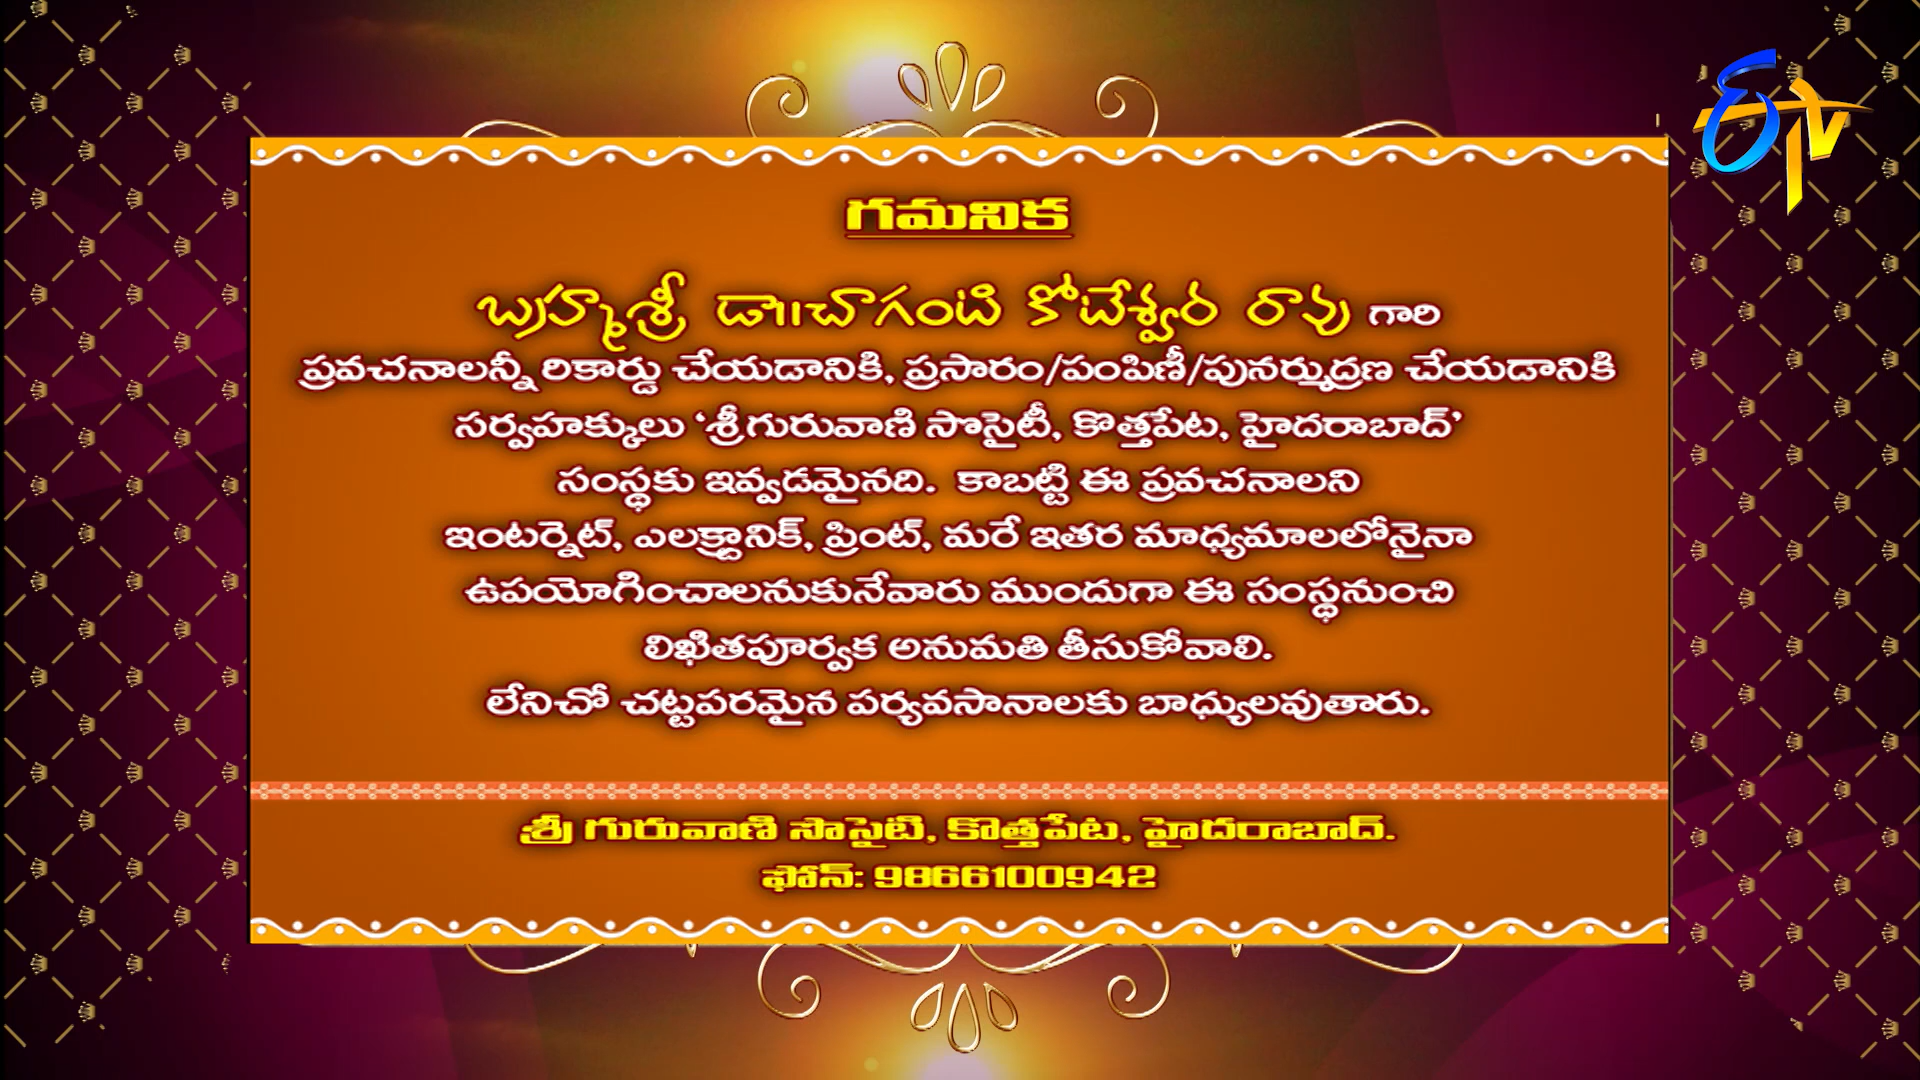 ఈTV
గమనిక
బ్రహ్మశ్రీ డా॥చాగంటి కోటేశ్వర రావు గారి
ప్రవచనాలన్నీ రికార్డు చేయడానికి, ప్రసారం/పంపిణీ/పునర్ముద్రణ చేయడానికి
సర్వహక్కులు ‘శ్రీగురువాణి సొసైటీ, కొత్తపేట, హైదరాబాద్’
సంస్థకు ఇవ్వడమైనది. కాబట్టి ఈ ప్రవచనాలని
ఇంటర్నెట్, ఎలక్ట్రానిక్, ప్రింట్, మరే ఇతర మాధ్యమాలలోనైనా
ఉపయోగించాలనుకునేవారు ముందుగా ఈ సంస్థనుంచి
లిఖితపూర్వక అనుమతి తీసుకోవాలి.
లేనిచో చట్టపరమైన పర్యవసానాలకు బాధ్యులవుతారు.
శ్రీ గురువాణి సొసైటి, కొత్తపేట, హైదరాబాద్.
ఫోన్: 9866100942